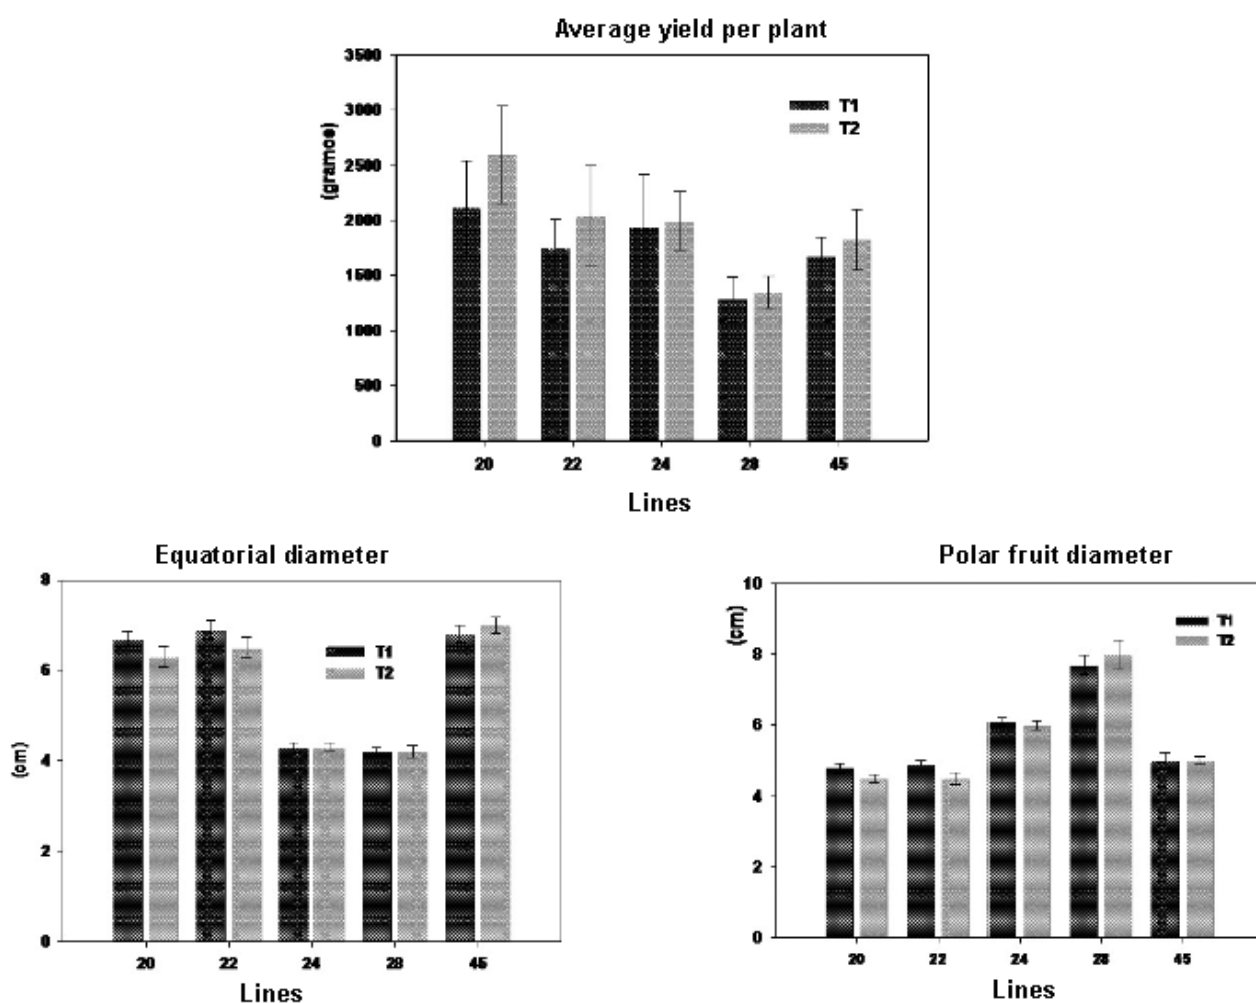 Average yield per plant
3500
3000
2500
2000
1500
1000
500
0
(gramos)
T1
T2
20 22 24 28 45
Lines
Equatorial diameter
8
6
4
2
0
(cm)
T1
T2
20 22 24 28 45
Lines
Polar fruit diameter
10
8
6
4
2
0
(cm)
T1
T2
20 22 24 28 45
Lines